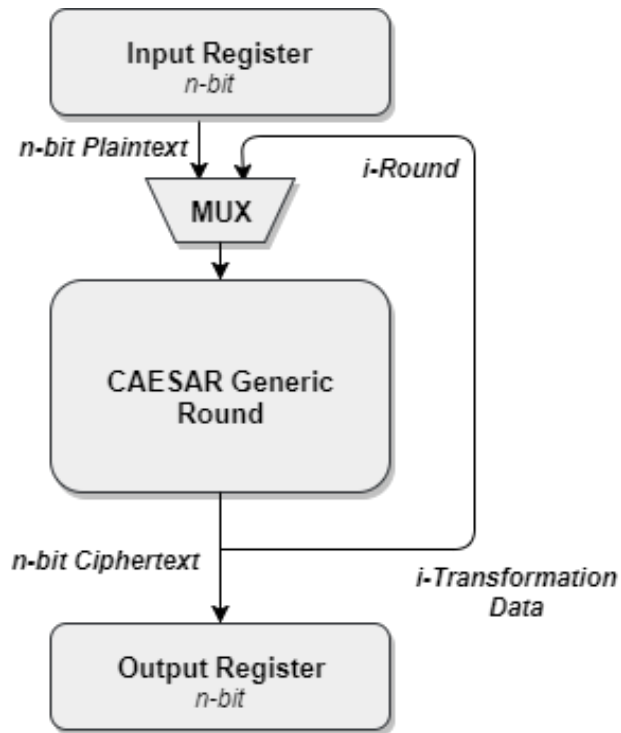 Input Register
n-bit
n-bit Plaintext
i-Round
MUX
CAESAR Generic
Round
n-bit Ciphertext
i-Transformation
Data
Output Register
n-bit